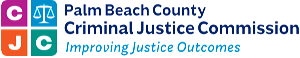 C
J C
Palm Beach County
Criminal Justice Commission
Improving Justice Outcomes